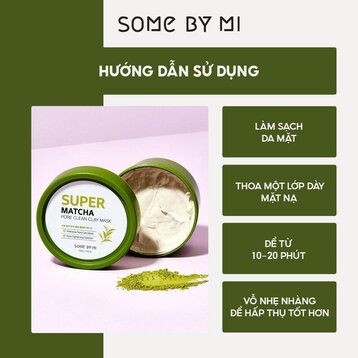 SOME BY MI
HƯỚNG DẪN SỬ DỤNG
SUPER
MATCHA
PORE CLEAN CLAY MASK
SOME BY MI
LÀM SẠCH
DA MẶT
THOA MỘT LỚP DÀY
MẶT NẠ
ĐỂ TỪ
10-20 PHÚT
VỖ NHẸ NHÀNG
ĐỂ HẤP THỤ TỐT HƠN